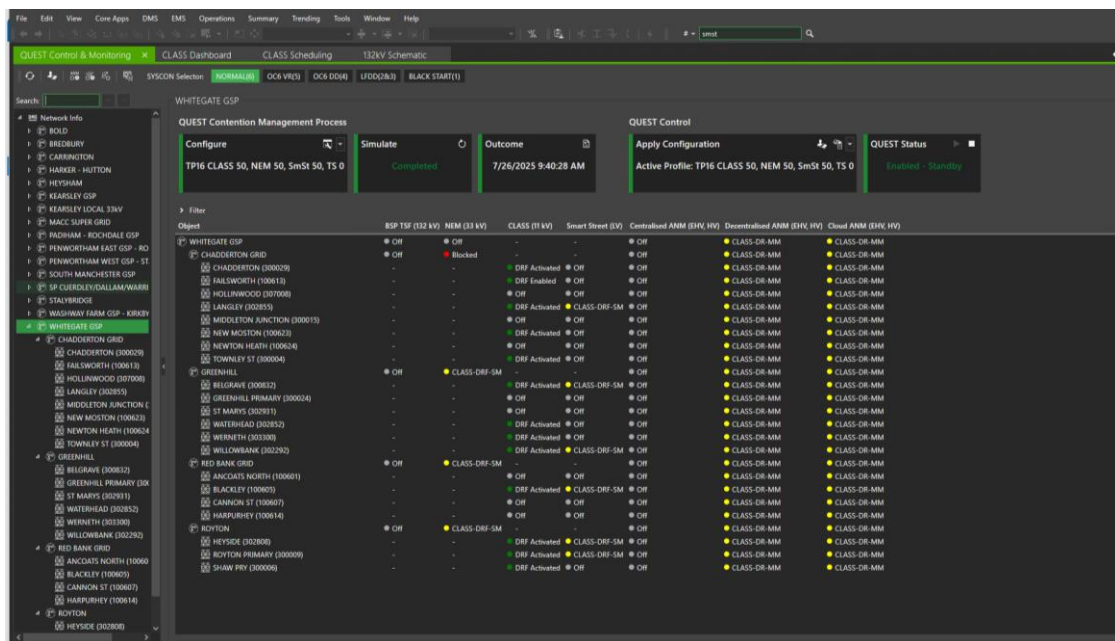 File Edit View Core Apps DMS EMS Operations Summary Trending Tools Window Help
smst
QUEST Control & Monitoring × CLASS Dashboard CLASS Scheduling 132kV Schematic
SYSCON Selector: NORMAL(6) OC6 VR(5) OC6 DD(4) LFDD(2&3) BLACK START(1)
Search:
Network Info
BOLD
BREDBURY
CARRINGTON
HARKER - HUTTON
HEYSHAM
KEARSLEY GSP
KEARSLEY LOCAL 33kV
MACC SUPER GRID
PADIHAM - ROCHDALE GSP
PENWORTHAM EAST GSP - RO
PENWORTHAM WEST GSP - ST.
SOUTH MANCHESTER GSP
SP CUERDLEY/DALLAM/WARRI
STALYBRIDGE
WASHWAY FARM GSP - KIRKBY
WHITEGATE GSP
CHADDERTON GRID
CHADDERTON (300029)
FAILSWORTH (100613)
HOLLINWOOD (307008)
LANGLEY (302855)
MIDDLETON JUNCTION (
NEW MOSTON (100623)
NEWTON HEATH (100624
TOWNLEY ST (300004)
GREENHILL
BELGRAVE (300832)
GREENHILL PRIMARY (30
ST MARYS (302931)
WATERHEAD (302852)
WERNETH (303300)
WILLOWBANK (302292)
RED BANK GRID
ANCOATS NORTH (10060
BLACKLEY (100605)
CANNON ST (100607)
HARPURHEY (100614)
ROYTON
HEYSIDE (302808)
WHITEGATE GSP
QUEST Contention Management Process
Configure
TP16 CLASS 50, NEM 50, SmSt 50, TS 0
Simulate
Completed
Outcome
7/26/2025 9:40:28 AM
QUEST Control
Apply Configuration
Active Profile: TP16 CLASS 50, NEM 50, SmSt 50, TS 0
QUEST Status
Enabled - Standby
Filter
Object BSP TSF (132 kV) NEM (33 kV) CLASS (11 kV) Smart Street (LV) Centralised ANM (EHV, HV) Decentralised ANM (EHV, HV) Cloud ANM (EHV, HV)
WHITEGATE GSP Off Off - - Off CLASS-DR-MM CLASS-DR-MM
CHADDERTON GRID Off Blocked - - Off CLASS-DR-MM CLASS-DR-MM
CHADDERTON (300029) - - DRF Activated Off Off CLASS-DR-MM CLASS-DR-MM
FAILSWORTH (100613) - - DRF Enabled Off Off CLASS-DR-MM CLASS-DR-MM
HOLLINWOOD (307008) - - Off Off Off CLASS-DR-MM CLASS-DR-MM
LANGLEY (302855) - - DRF Activated CLASS-DRF-SM Off CLASS-DR-MM CLASS-DR-MM
MIDDLETON JUNCTION (300015) - - Off Off Off CLASS-DR-MM CLASS-DR-MM
NEW MOSTON (100623) - - DRF Activated Off Off CLASS-DR-MM CLASS-DR-MM
NEWTON HEATH (100624) - - Off Off Off CLASS-DR-MM CLASS-DR-MM
TOWNLEY ST (300004) - - DRF Activated Off Off CLASS-DR-MM CLASS-DR-MM
GREENHILL Off CLASS-DRF-SM - - Off CLASS-DR-MM CLASS-DR-MM
BELGRAVE (300832) - - DRF Activated CLASS-DRF-SM Off CLASS-DR-MM CLASS-DR-MM
GREENHILL PRIMARY (300024) - - Off Off Off CLASS-DR-MM CLASS-DR-MM
ST MARYS (302931) - - Off Off Off CLASS-DR-MM CLASS-DR-MM
WATERHEAD (302852) - - DRF Activated Off Off CLASS-DR-MM CLASS-DR-MM
WERNETH (303300) - - DRF Activated Off Off CLASS-DR-MM CLASS-DR-MM
WILLOWBANK (302292) - - DRF Activated CLASS-DRF-SM Off CLASS-DR-MM CLASS-DR-MM
RED BANK GRID Off CLASS-DRF-SM - - Off CLASS-DR-MM CLASS-DR-MM
ANCOATS NORTH (100601) - - Off Off Off CLASS-DR-MM CLASS-DR-MM
BLACKLEY (100605) - - DRF Activated CLASS-DRF-SM Off CLASS-DR-MM CLASS-DR-MM
CANNON ST (100607) - - Off Off Off CLASS-DR-MM CLASS-DR-MM
HARPURHEY (100614) - - Off Off Off CLASS-DR-MM CLASS-DR-MM
ROYTON Off CLASS-DRF-SM - - Off CLASS-DR-MM CLASS-DR-MM
HEYSIDE (302808) - - DRF Activated CLASS-DRF-SM Off CLASS-DR-MM CLASS-DR-MM
ROYTON PRIMARY (300009) - - DRF Activated CLASS-DRF-SM Off CLASS-DR-MM CLASS-DR-MM
SHAW PRY (300006) - - DRF Activated Off Off CLASS-DR-MM CLASS-DR-MM